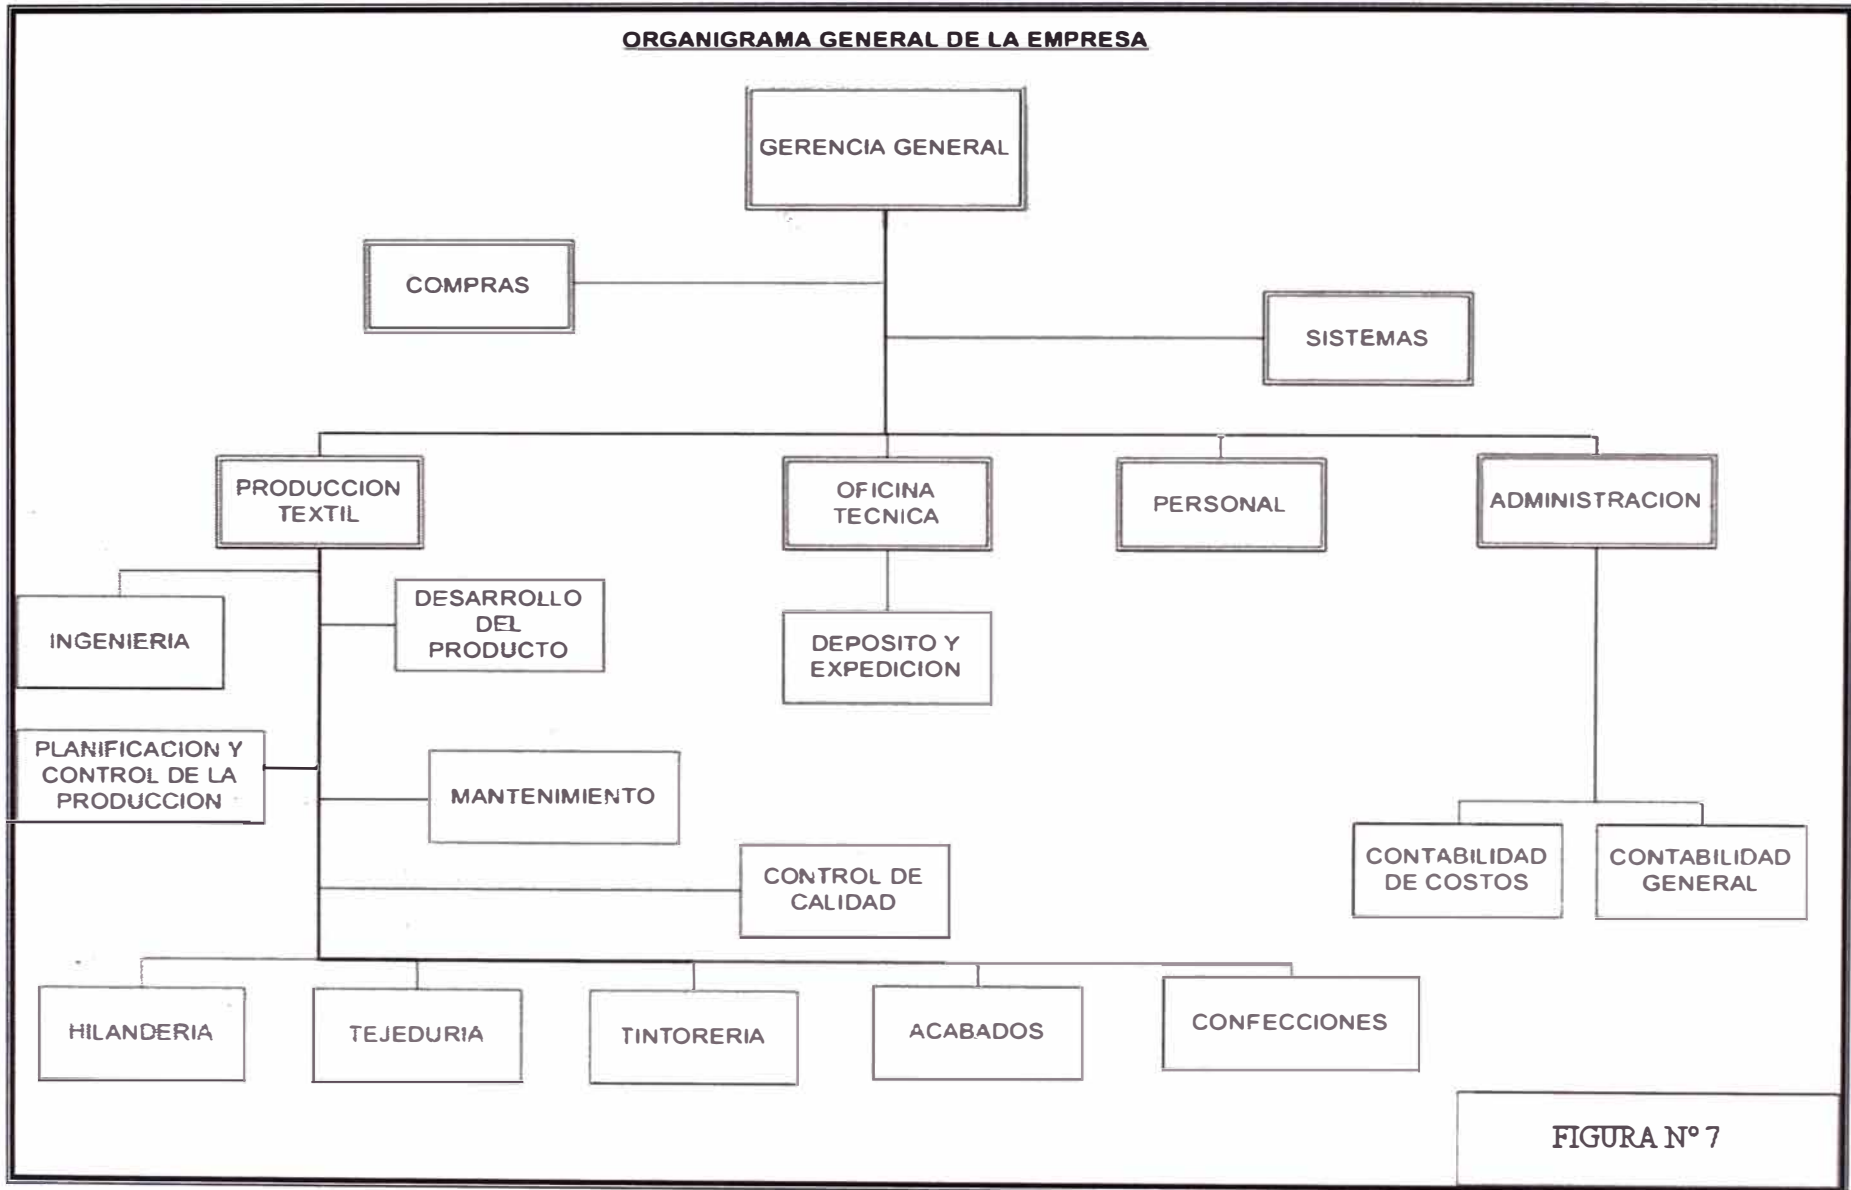 ORGANIGRAMA GENERAL DE LA EMPRESA
GERENCIA GENERAL
COMPRAS
SISTEMAS
PRODUCCION
TEXTIL
OFICINA
TECNICA
PERSONAL
ADMINISTRACION
INGENIERIA
DESARROLLO
DEL
PRODUCTO
DEPOSITO Y
EXPEDICION
PLANIFICACION Y
CONTROL DE LA
PRODUCCION
MANTENIMIENTO
CONTROL DE
CALIDAD
CONTABILIDAD
DE COSTOS
CONTABILIDAD
GENERAL
HILANDERIA
TEJEDURIA
TINTORERIA
ACABADOS
CONFECCIONES
FIGURA Nº 7